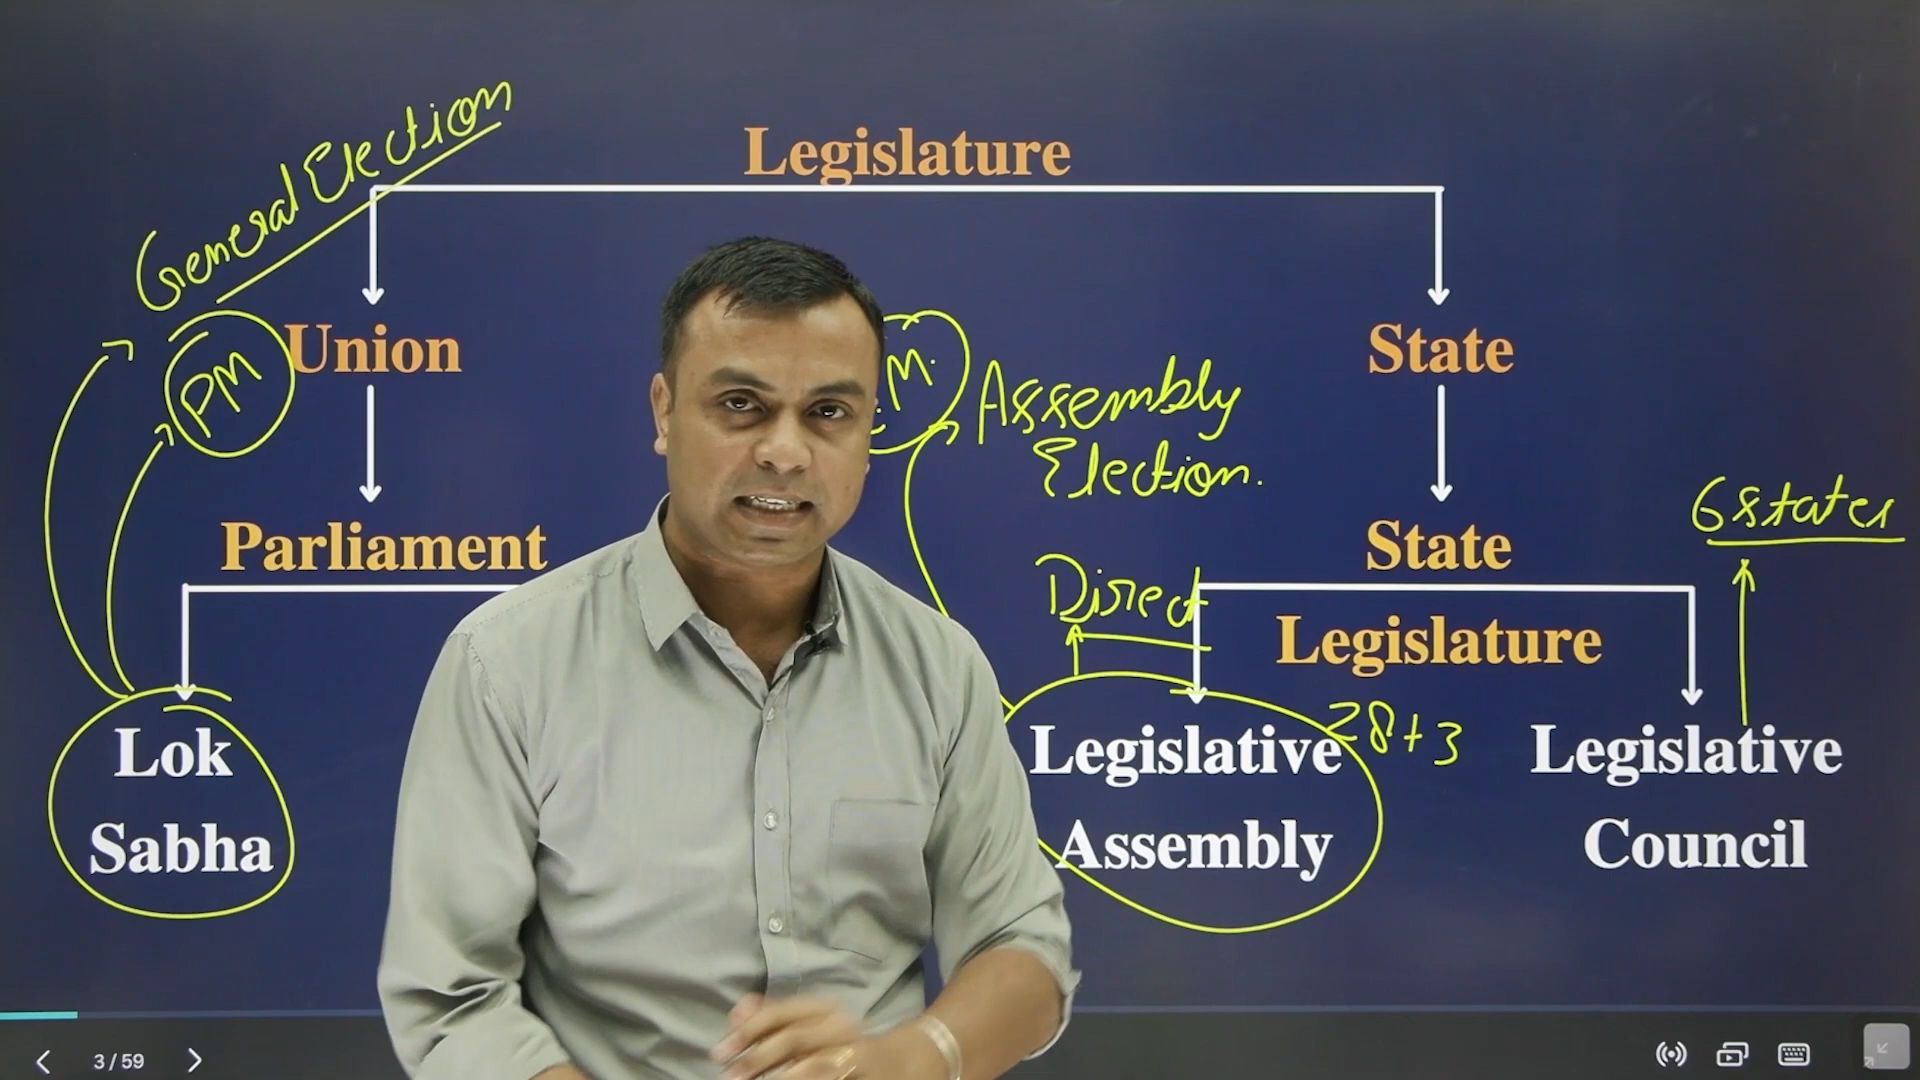 General Election
Legislature
PM
Union
M.
Assembly
Election.
State
Parliament
6 states
State
Direct
Legislature
Lok
Sabha
Legislative
Assembly
28+3
Legislative
Council
3 / 59